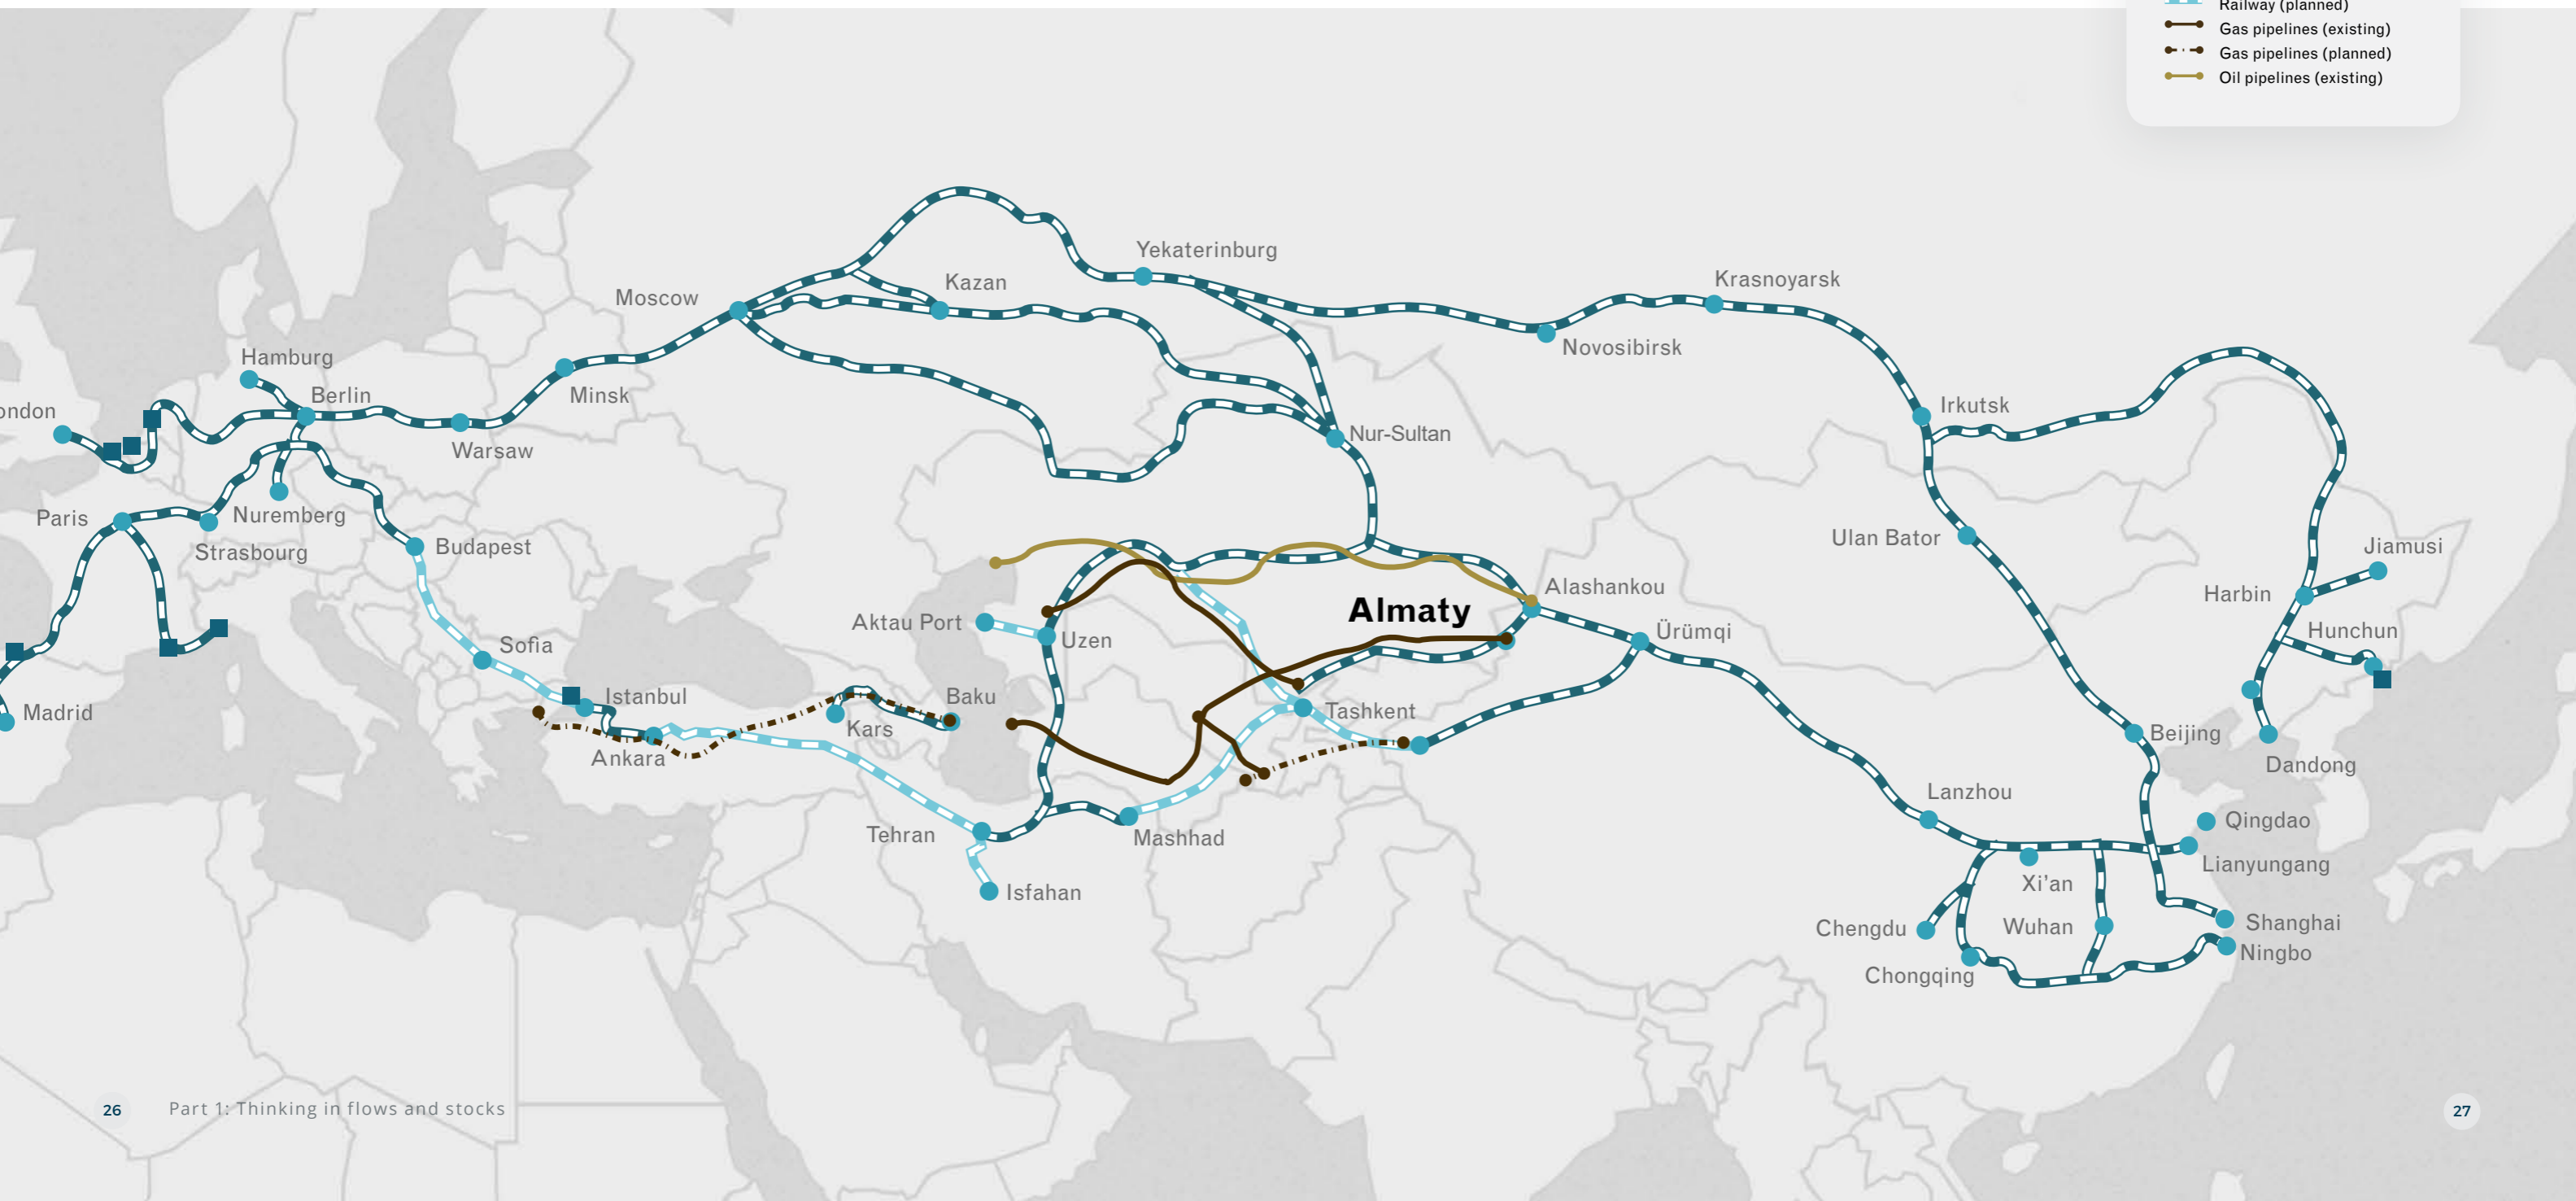 Railway (planned)
Gas pipelines (existing)
Gas pipelines (planned)
Oil pipelines (existing)
Yekaterinburg
Kazan
Krasnoyarsk
Moscow
Novosibirsk
Hamburg
Berlin
Minsk
Irkutsk
ondon
Warsaw
Nur-Sultan
Paris
Nuremberg
Strasbourg
Budapest
Ulan Bator
Jiamusi
Alashankou
Harbin
Almaty
Aktau Port
Uzen
Ürümqi
Hunchun
Sofia
Istanbul
Baku
Madrid
Kars
Tashkent
Beijing
Ankara
Dandong
Lanzhou
Tehran
Mashhad
Qingdao
Lianyungang
Isfahan
Xi’an
Chengdu
Wuhan
Shanghai
Ningbo
Chongqing
26
Part 1: Thinking in flows and stocks
27